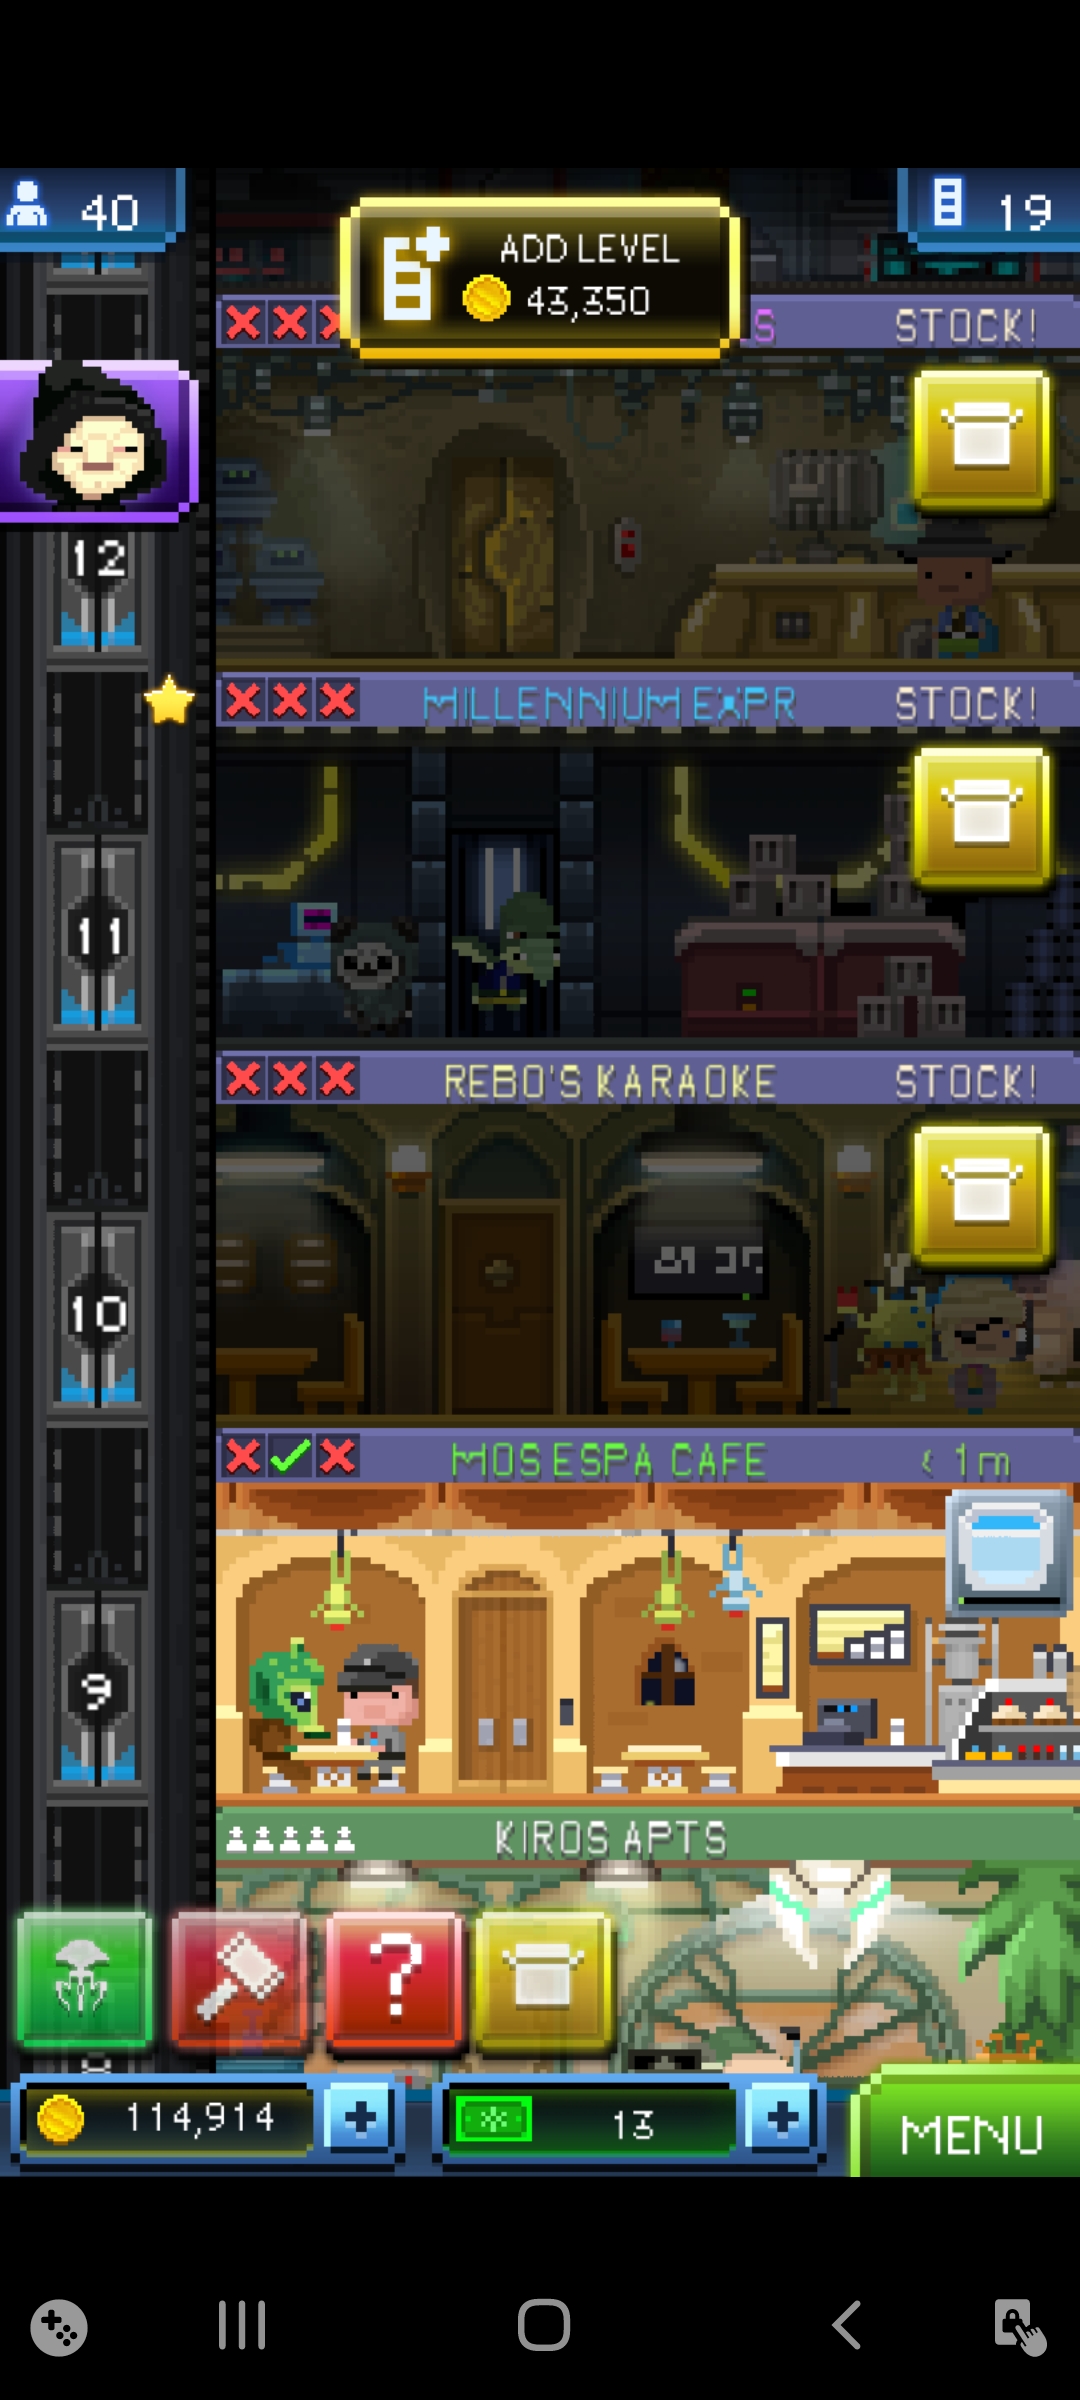 40
19
ADD LEVEL
43,350
S STOCK!
12
MILLENNIUM EXPR STOCK!
11
REBO'S KARAOKE STOCK!
10
MOS ESPA CAFE < 1m
9
KIROS APTS
?
8
114,914
13
MENU